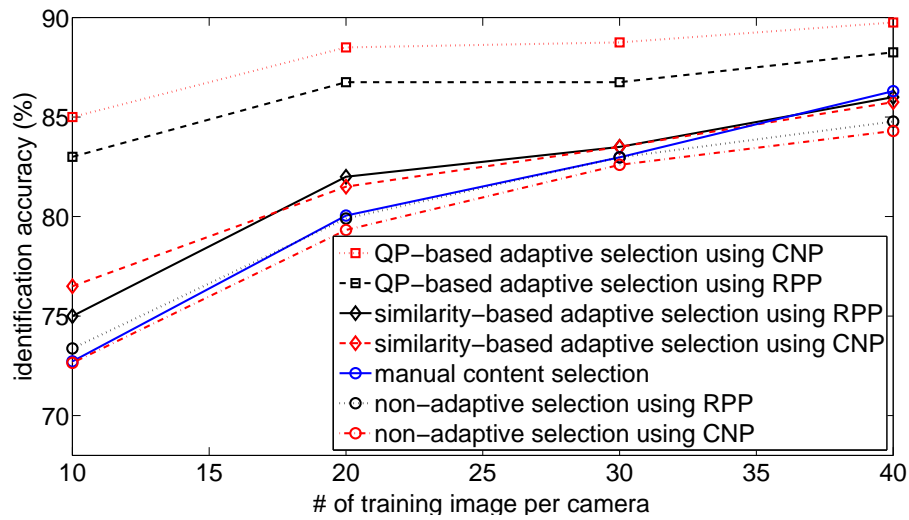 90
85
80
75
70
identification accuracy (%)
QP−based adaptive selection using CNP
QP−based adaptive selection using RPP
similarity−based adaptive selection using RPP
similarity−based adaptive selection using CNP
manual content selection
non−adaptive selection using RPP
non−adaptive selection using CNP
10 15 20 25 30 35 40
# of training image per camera